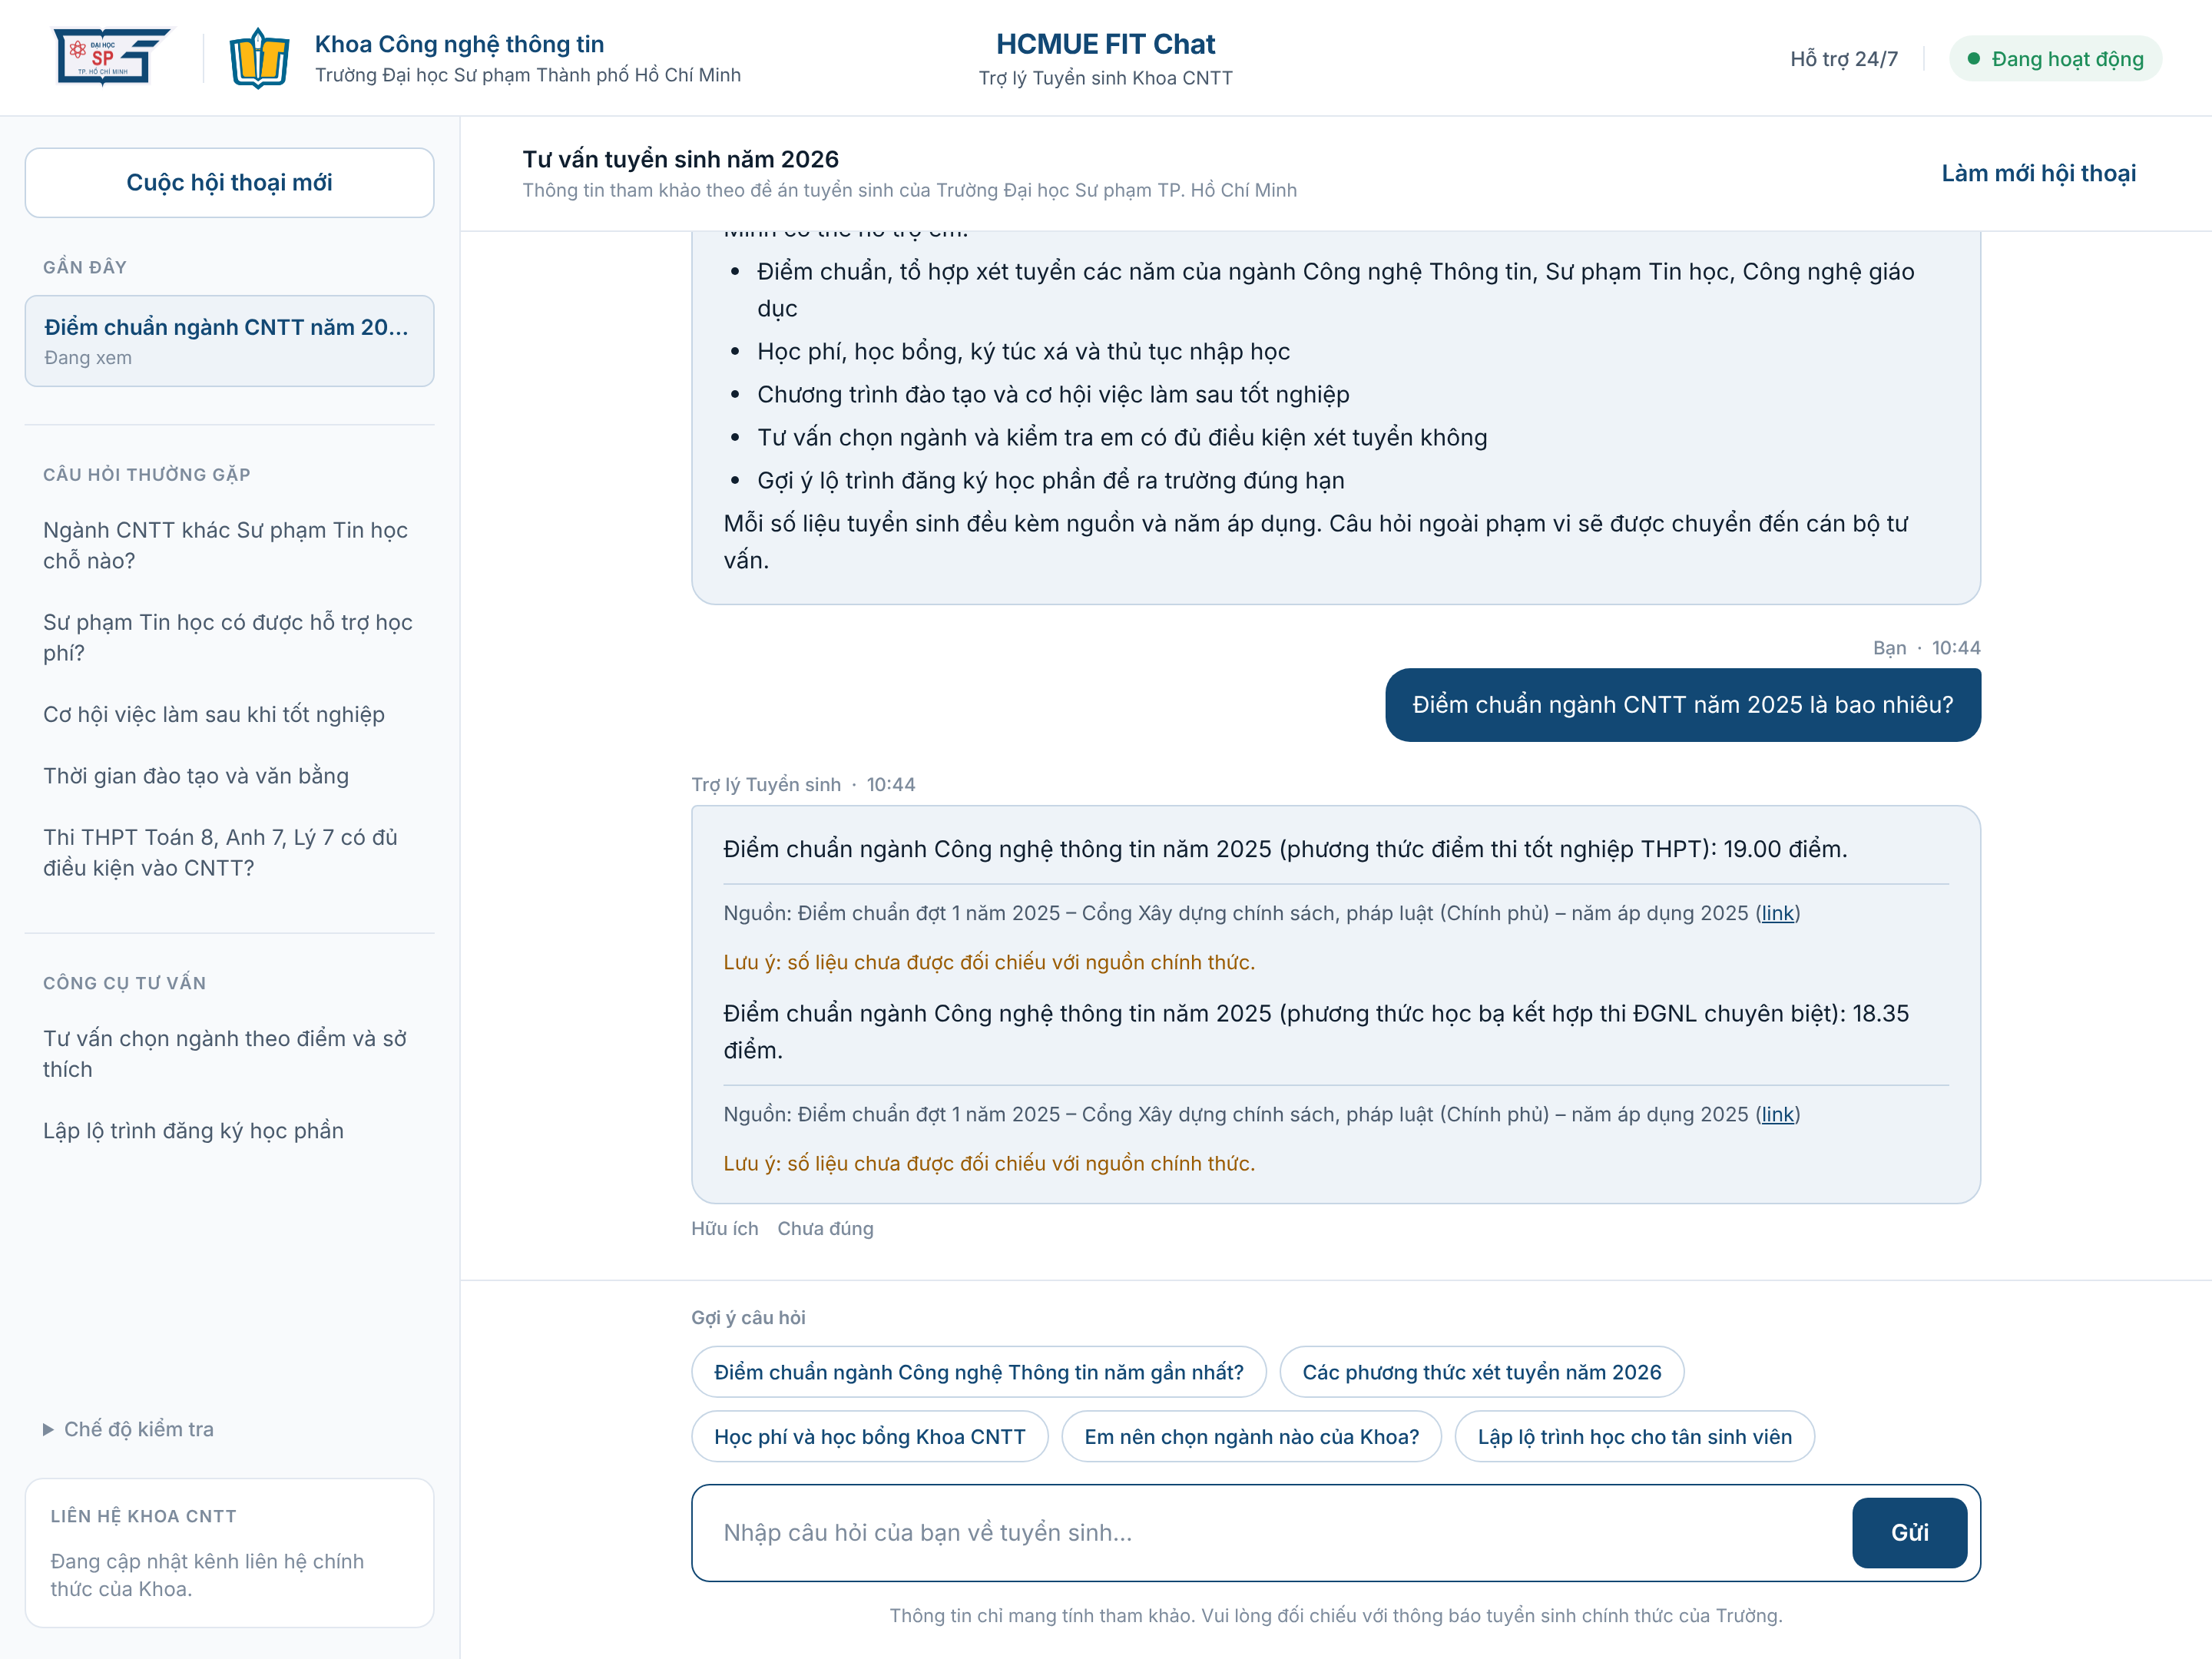 ĐẠI HỌC
SP
TP. HỒ CHÍ MINH
Khoa Công nghệ thông tin
Trường Đại học Sư phạm Thành phố Hồ Chí Minh
HCMUE FIT Chat
Trợ lý Tuyển sinh Khoa CNTT
Hỗ trợ 24/7
Đang hoạt động
Cuộc hội thoại mới
GẦN ĐÂY
Điểm chuẩn ngành CNTT năm 20...
Đang xem
CÂU HỎI THƯỜNG GẶP
Ngành CNTT khác Sư phạm Tin học
chỗ nào?
Sư phạm Tin học có được hỗ trợ học
phí?
Cơ hội việc làm sau khi tốt nghiệp
Thời gian đào tạo và văn bằng
Thi THPT Toán 8, Anh 7, Lý 7 có đủ
điều kiện vào CNTT?
CÔNG CỤ TƯ VẤN
Tư vấn chọn ngành theo điểm và sở
thích
Lập lộ trình đăng ký học phần
▶ Chế độ kiểm tra
LIÊN HỆ KHOA CNTT
Đang cập nhật kênh liên hệ chính
thức của Khoa.
Tư vấn tuyển sinh năm 2026
Thông tin tham khảo theo đề án tuyển sinh của Trường Đại học Sư phạm TP. Hồ Chí Minh
Làm mới hội thoại
Mình có thể hỗ trợ em:
• Điểm chuẩn, tổ hợp xét tuyển các năm của ngành Công nghệ Thông tin, Sư phạm Tin học, Công nghệ giáo
dục
• Học phí, học bổng, ký túc xá và thủ tục nhập học
• Chương trình đào tạo và cơ hội việc làm sau tốt nghiệp
• Tư vấn chọn ngành và kiểm tra em có đủ điều kiện xét tuyển không
• Gợi ý lộ trình đăng ký học phần để ra trường đúng hạn
Mỗi số liệu tuyển sinh đều kèm nguồn và năm áp dụng. Câu hỏi ngoài phạm vi sẽ được chuyển đến cán bộ tư
vấn.
Bạn · 10:44
Điểm chuẩn ngành CNTT năm 2025 là bao nhiêu?
Trợ lý Tuyển sinh · 10:44
Điểm chuẩn ngành Công nghệ thông tin năm 2025 (phương thức điểm thi tốt nghiệp THPT): 19.00 điểm.
Nguồn: Điểm chuẩn đợt 1 năm 2025 – Cổng Xây dựng chính sách, pháp luật (Chính phủ) – năm áp dụng 2025 (link)
Lưu ý: số liệu chưa được đối chiếu với nguồn chính thức.
Điểm chuẩn ngành Công nghệ thông tin năm 2025 (phương thức học bạ kết hợp thi ĐGNL chuyên biệt): 18.35
điểm.
Nguồn: Điểm chuẩn đợt 1 năm 2025 – Cổng Xây dựng chính sách, pháp luật (Chính phủ) – năm áp dụng 2025 (link)
Lưu ý: số liệu chưa được đối chiếu với nguồn chính thức.
Hữu ích Chưa đúng
Gợi ý câu hỏi
Điểm chuẩn ngành Công nghệ Thông tin năm gần nhất?
Các phương thức xét tuyển năm 2026
Học phí và học bổng Khoa CNTT
Em nên chọn ngành nào của Khoa?
Lập lộ trình học cho tân sinh viên
Nhập câu hỏi của bạn về tuyển sinh...
Gửi
Thông tin chỉ mang tính tham khảo. Vui lòng đối chiếu với thông báo tuyển sinh chính thức của Trường.